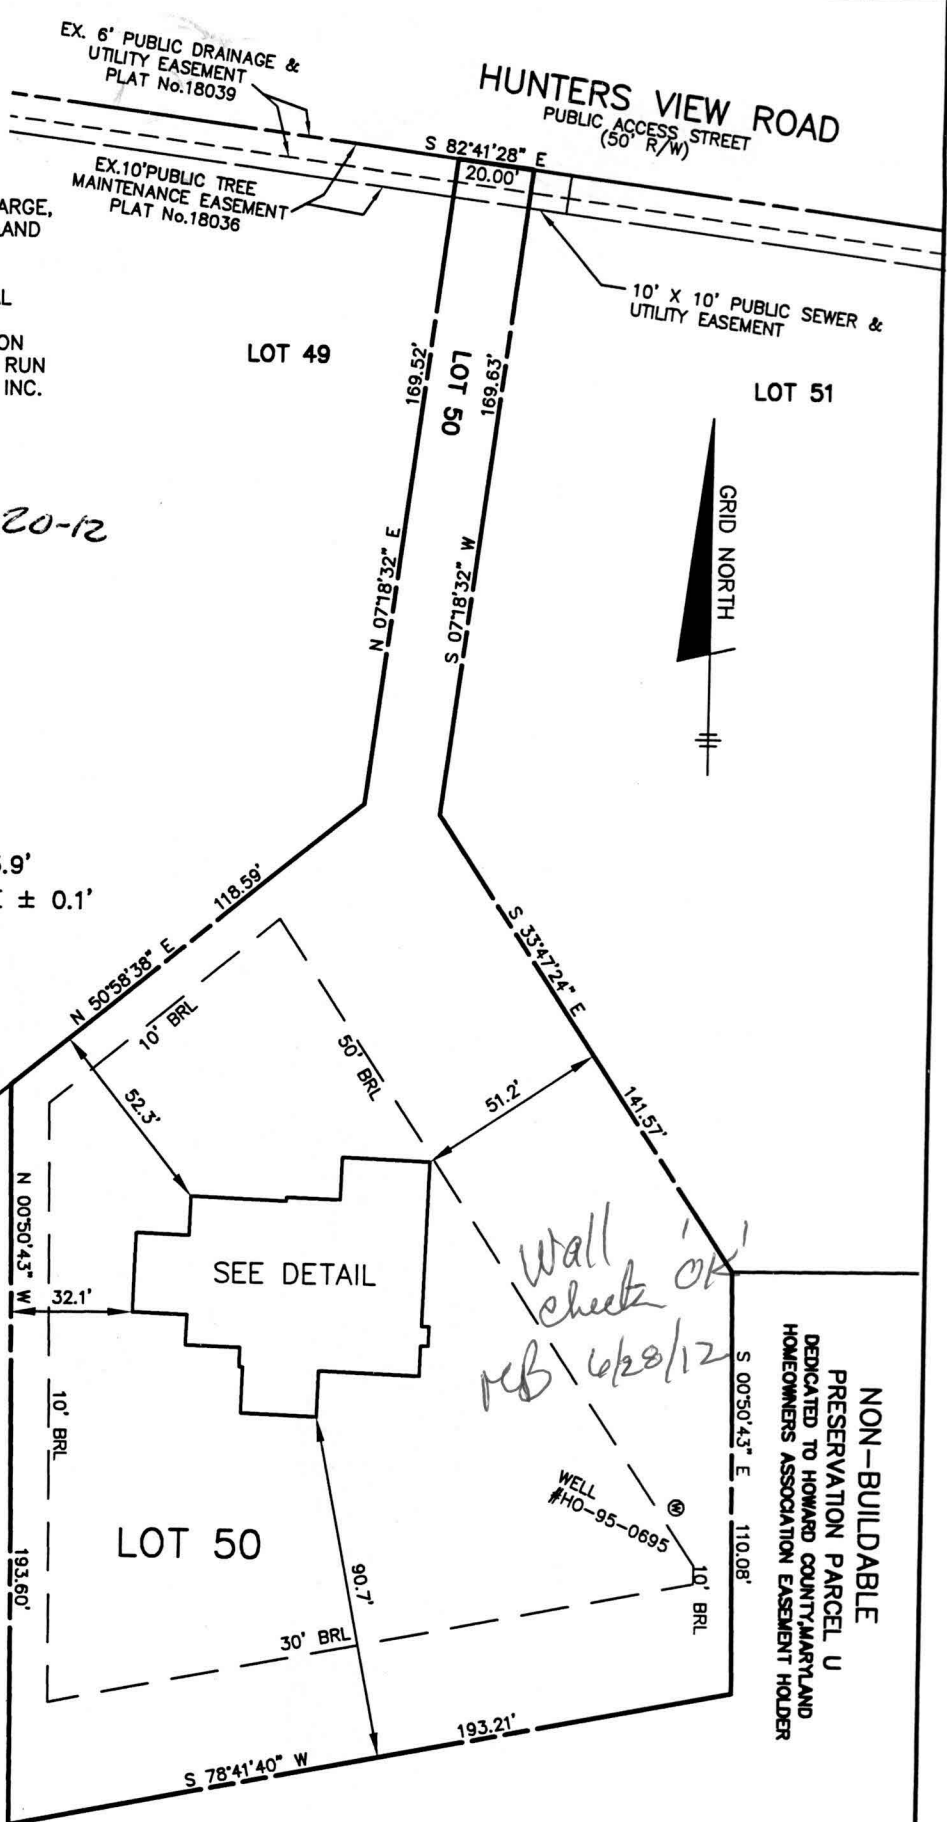 EX. 6' PUBLIC DRAINAGE &
UTILITY EASEMENT
PLAT No.18039
HUNTERS VIEW ROAD
PUBLIC ACCESS STREET
(50' R/W)
S 82°41'28" E
20.00'
EX.10'PUBLIC TREE
MAINTENANCE EASEMENT
PLAT No.18036
10' X 10' PUBLIC SEWER &
UTILITY EASEMENT
ARGE,
LAND
L
ON
RUN
INC.
LOT 49
169.52'
LOT 50
169.63'
LOT 51
GRID NORTH
20-12
N 07°18'32" E
S 07°18'32" W
.9'
± 0.1'
118.59'
N 50°58'38" E
10' BRL
S 33°47'24" E
141.57'
50' BRL
52.3'
51.2'
N 00°50'43" W
32.1'
SEE DETAIL
Wall
check 'OK'
6/28/12
NON-BUILDABLE
PRESERVATION PARCEL U
DEDICATED TO HOWARD COUNTY,MARYLAND
HOMEOWNERS ASSOCIATION EASEMENT HOLDER
S 00°50'43" E
110.08'
10' BRL
WELL
#HO-95-0695
W
10' BRL
LOT 50
193.60'
90.7'
30' BRL
193.21'
S 78°41'40" W